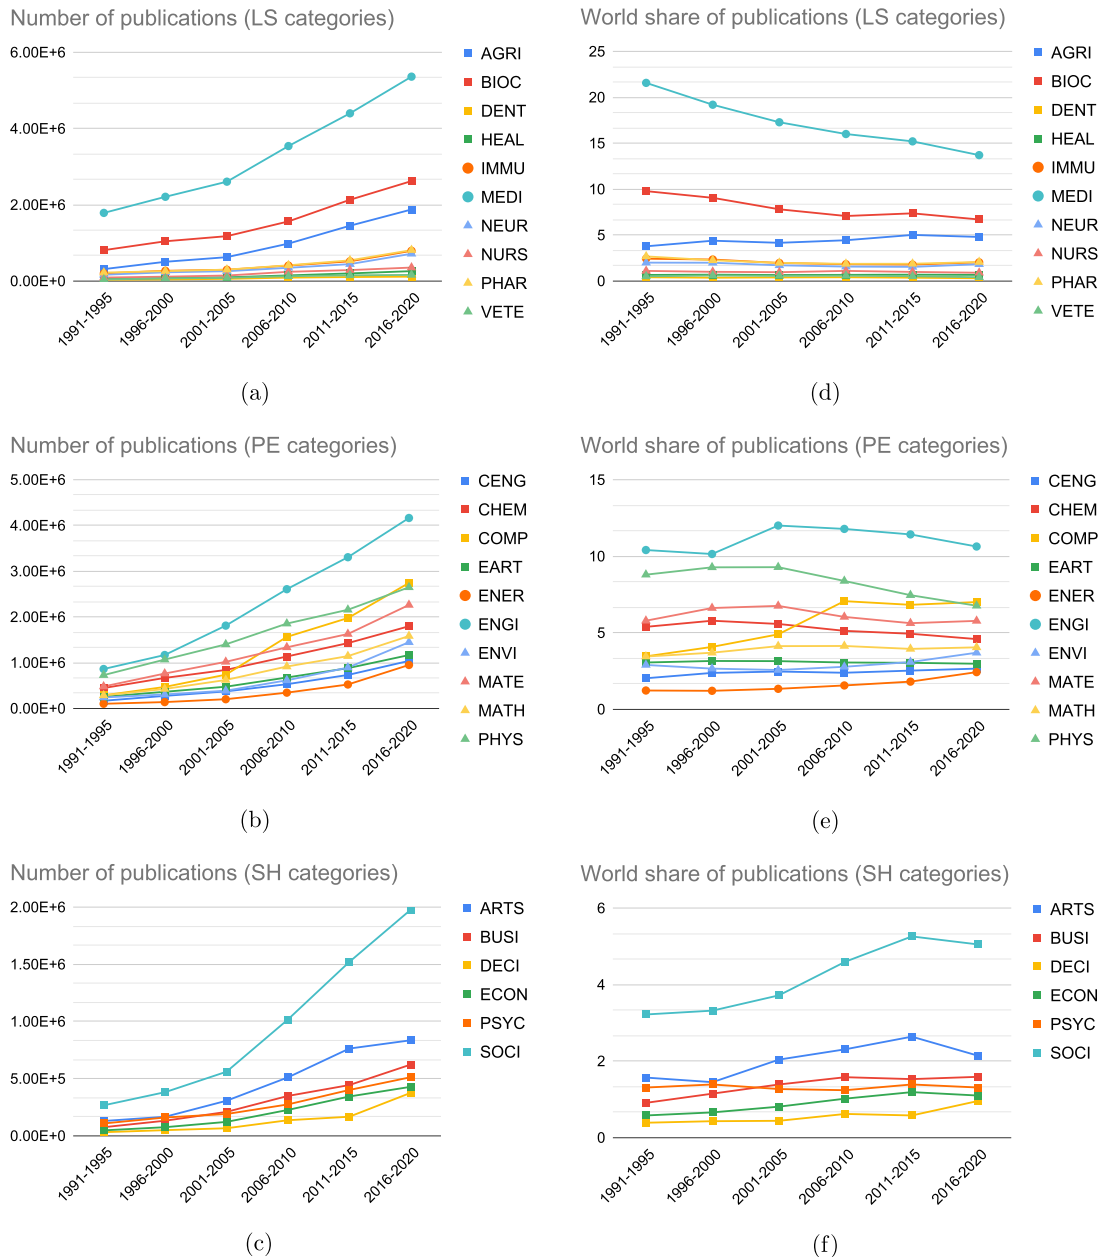 Number of publications (LS categories)
6.00E+6
4.00E+6
2.00E+6
0.00E+0
1991-1995
1996-2000
2001-2005
2006-2010
2011-2015
2016-2020
AGRI
BIOC
DENT
HEAL
IMMU
MEDI
NEUR
NURS
PHAR
VETE
(a)
World share of publications (LS categories)
25
20
15
10
5
0
1991-1995
1996-2000
2001-2005
2006-2010
2011-2015
2016-2020
AGRI
BIOC
DENT
HEAL
IMMU
MEDI
NEUR
NURS
PHAR
VETE
(d)
Number of publications (PE categories)
5.00E+6
4.00E+6
3.00E+6
2.00E+6
1.00E+6
0.00E+0
1991-1995
1996-2000
2001-2005
2006-2010
2011-2015
2016-2020
CENG
CHEM
COMP
EART
ENER
ENGI
ENVI
MATE
MATH
PHYS
(b)
World share of publications (PE categories)
15
10
5
0
1991-1995
1996-2000
2001-2005
2006-2010
2011-2015
2016-2020
CENG
CHEM
COMP
EART
ENER
ENGI
ENVI
MATE
MATH
PHYS
(e)
Number of publications (SH categories)
2.00E+6
1.50E+6
1.00E+6
5.00E+5
0.00E+0
1991-1995
1996-2000
2001-2005
2006-2010
2011-2015
2016-2020
ARTS
BUSI
DECI
ECON
PSYC
SOCI
(c)
World share of publications (SH categories)
6
4
2
0
1991-1995
1996-2000
2001-2005
2006-2010
2011-2015
2016-2020
ARTS
BUSI
DECI
ECON
PSYC
SOCI
(f)